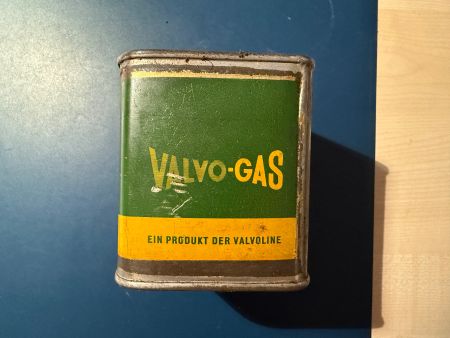 VALVO-GAS
EIN PRODUKT DER VALVOLINE